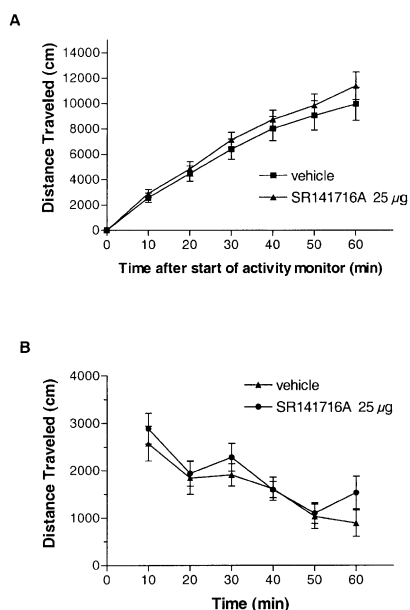 A
Distance Traveled (cm)
14000
12000
10000
8000
6000
4000
2000
0
vehicle
SR141716A 25 µg
0 10 20 30 40 50 60
Time after start of activity monitor (min)
B
Distance Traveled (cm)
4000
3000
2000
1000
0
vehicle
SR141716A 25 µg
10 20 30 40 50 60
Time (min)